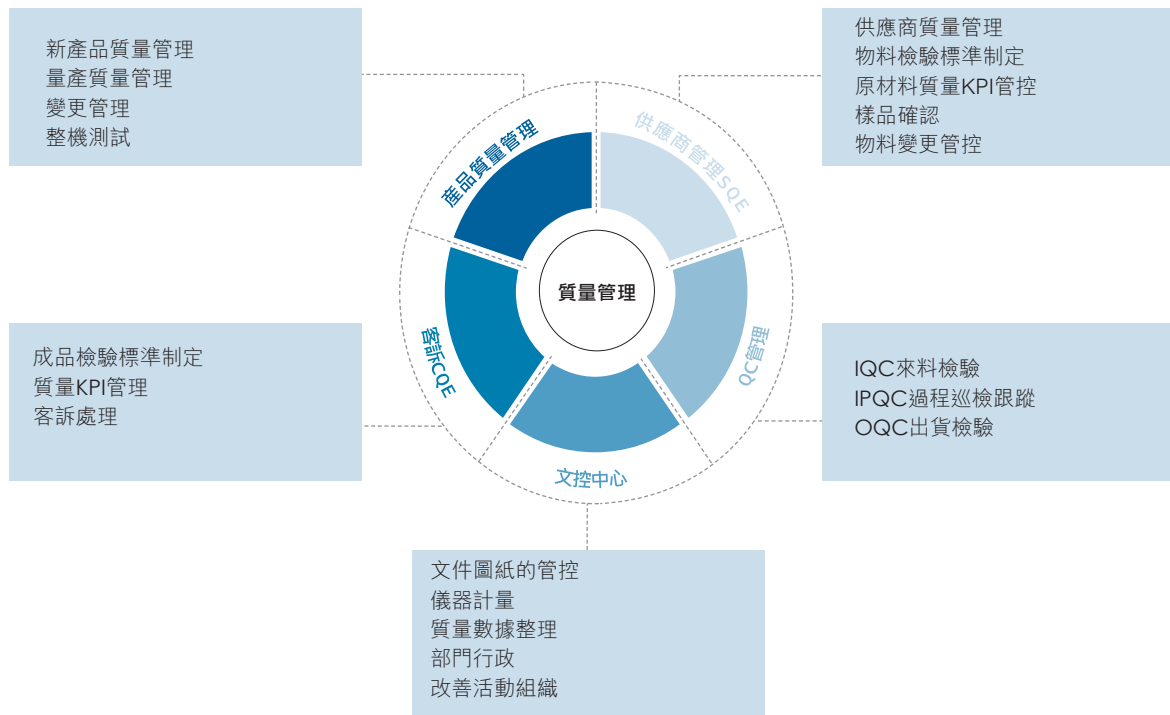 新產品質量管理
量產質量管理
變更管理
整機測試
供應商質量管理
物料檢驗標準制定
原材料質量KPI管控
樣品確認
物料變更管控
產品質量管理
供應商管理SQE
質量管理
客訴CQE
QC管理
文控中心
成品檢驗標準制定
質量KPI管理
客訴處理
IQC來料檢驗
IPQC過程巡檢跟蹤
OQC出貨檢驗
文件圖紙的管控
儀器計量
質量數據整理
部門行政
改善活動組織